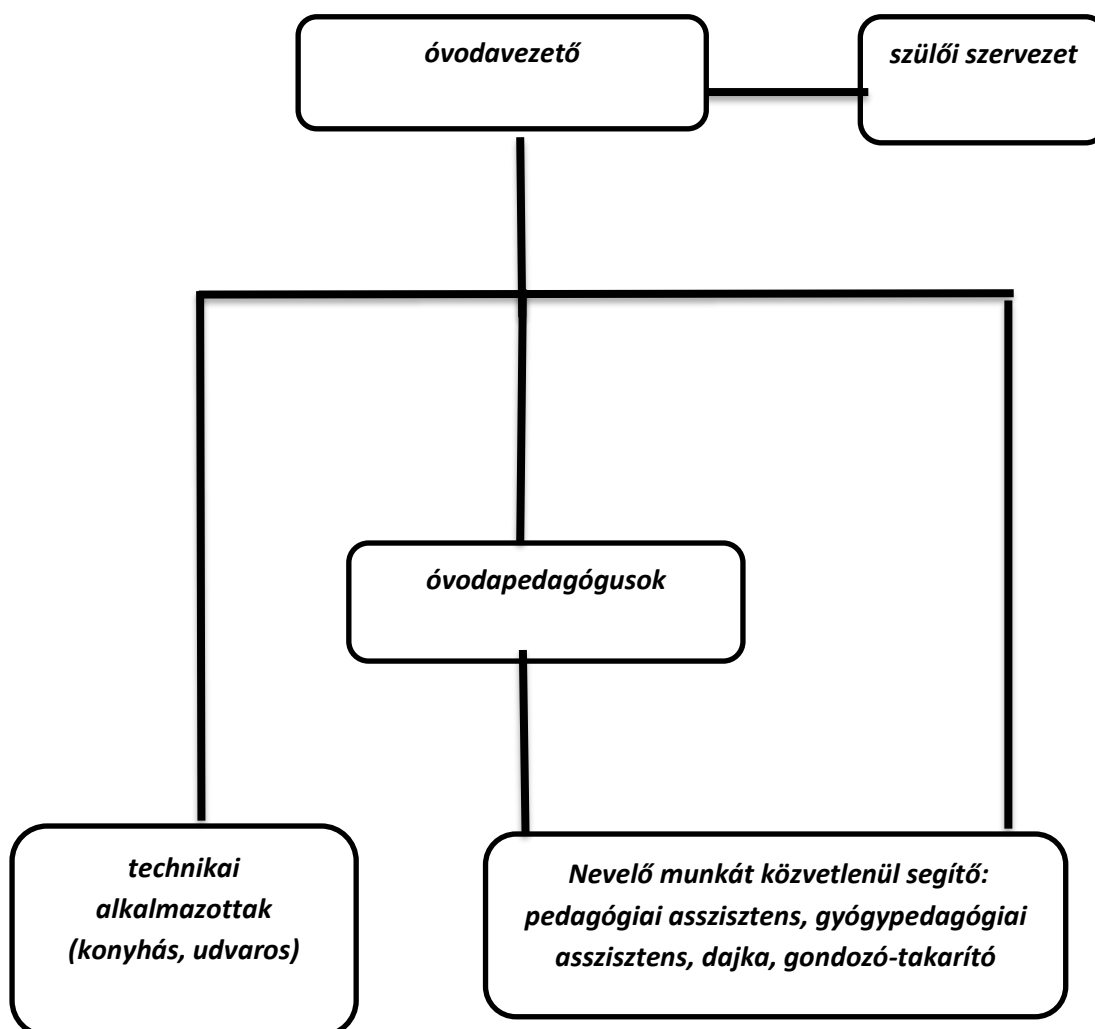 óvodavezető
szülői szervezet
óvodapedagógusok
technikai
alkalmazottak
(konyhás, udvaros)
Nevelő munkát közvetlenül segítő:
pedagógiai asszisztens, gyógypedagógiai
asszisztens, dajka, gondozó-takarító